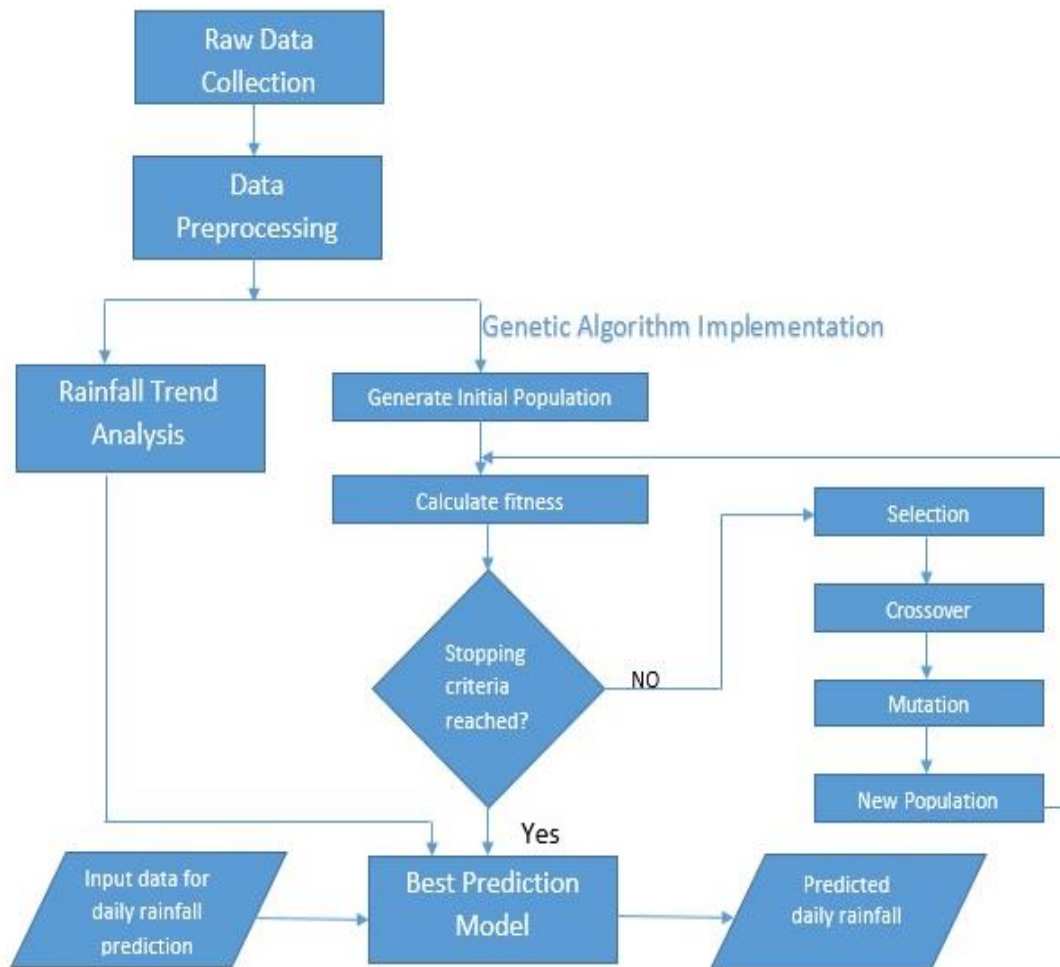 Raw Data
Collection
Data
Preprocessing
Genetic Algorithm Implementation
Rainfall Trend
Analysis
Generate Initial Population
Calculate fitness
Selection
Crossover
Stopping
criteria
reached?
NO
Mutation
New Population
Yes
Input data for
daily rainfall
prediction
Best Prediction
Model
Predicted
daily rainfall